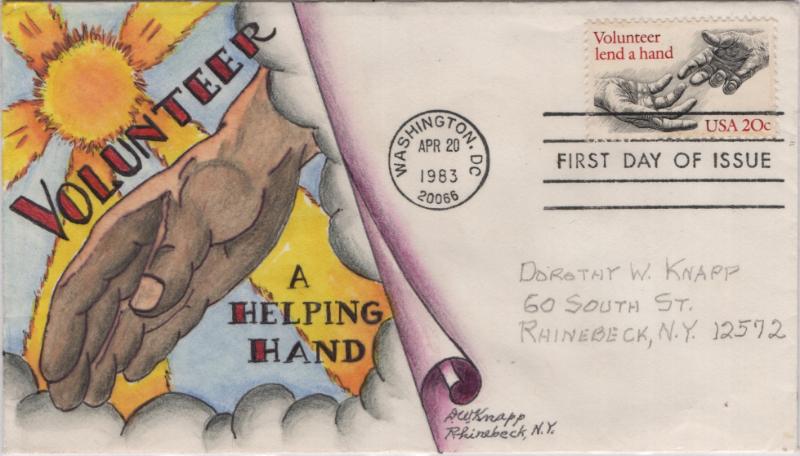 VOLUNTEER
A
HELPING
HAND
WASHINGTON, DC
APR 20
1983
20066
Volunteer
lend a hand
USA 20c
FIRST DAY OF ISSUE
DOROTHY W. KNAPP
60 SOUTH ST.
RHINEBECK, N.Y. 12572
D.W. Knapp
Rhinebeck, N.Y.